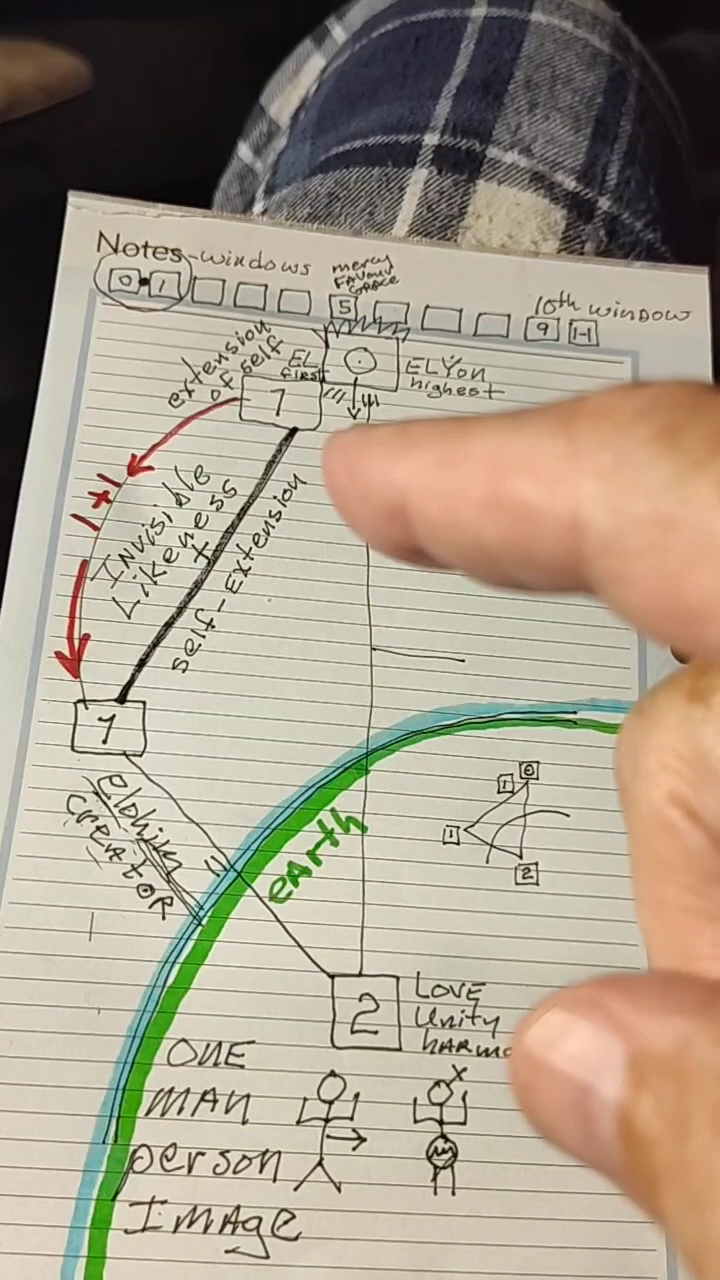 Notes-windows
mercy
FAVOUR
GRACE
0 1 5 9
10th window
extension
of self
EL
first
ELYon
highest
1
1+1
Invisible
Likeness
+
self-Extension
1
elohim
creatoR
eARth
0
1
1
2
2
LOVE
Unity
ONE
MAN
person
IMAge
x